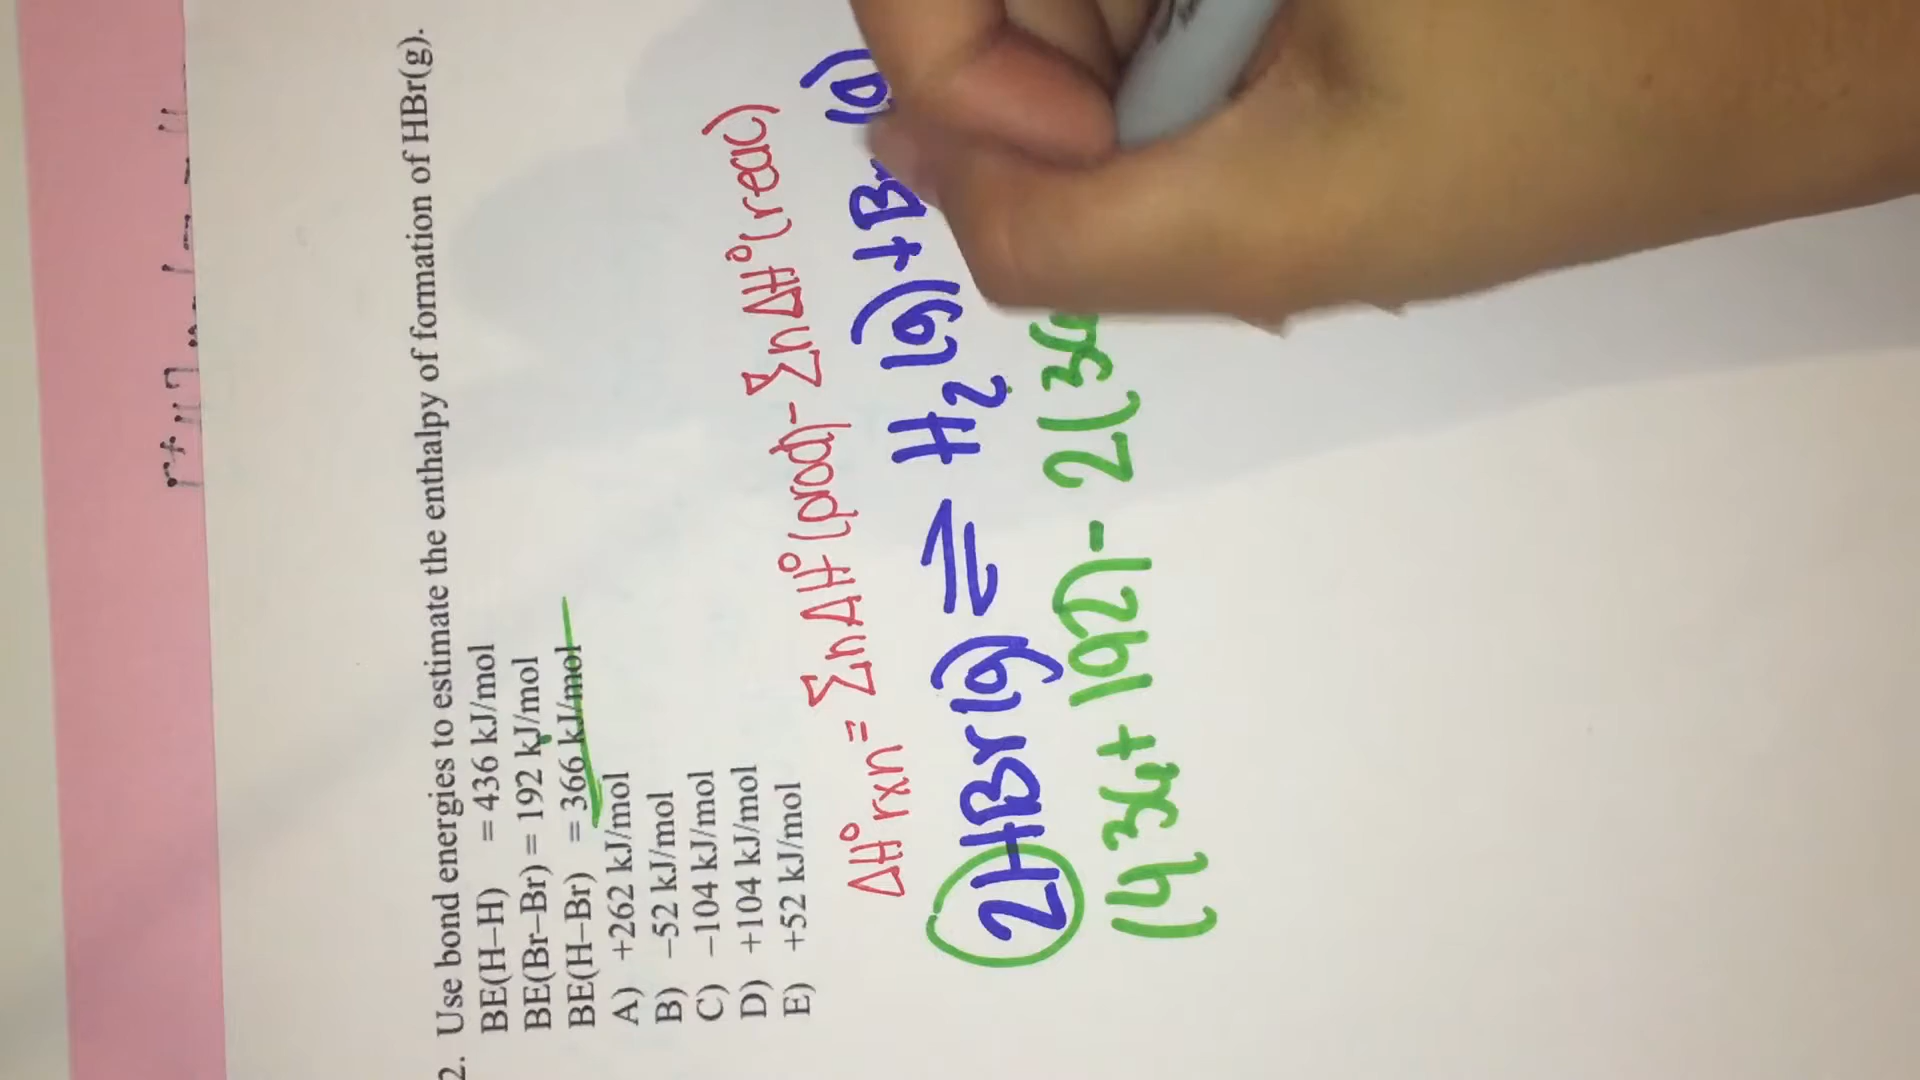 2. Use bond energies to estimate the enthalpy of formation of HBr(g).
BE(H–H) = 436 kJ/mol
BE(Br–Br) = 192 kJ/mol
BE(H–Br) = 366 kJ/mol
A) +262 kJ/mol
B) –52 kJ/mol
C) –104 kJ/mol
D) +104 kJ/mol
E) +52 kJ/mol
ΔH°rxn = ΣnΔH°(prod) - ΣnΔH°(reac)
2HBr(g) ⇌ H₂(g) + B (g)
(436 + 192) - 2(36